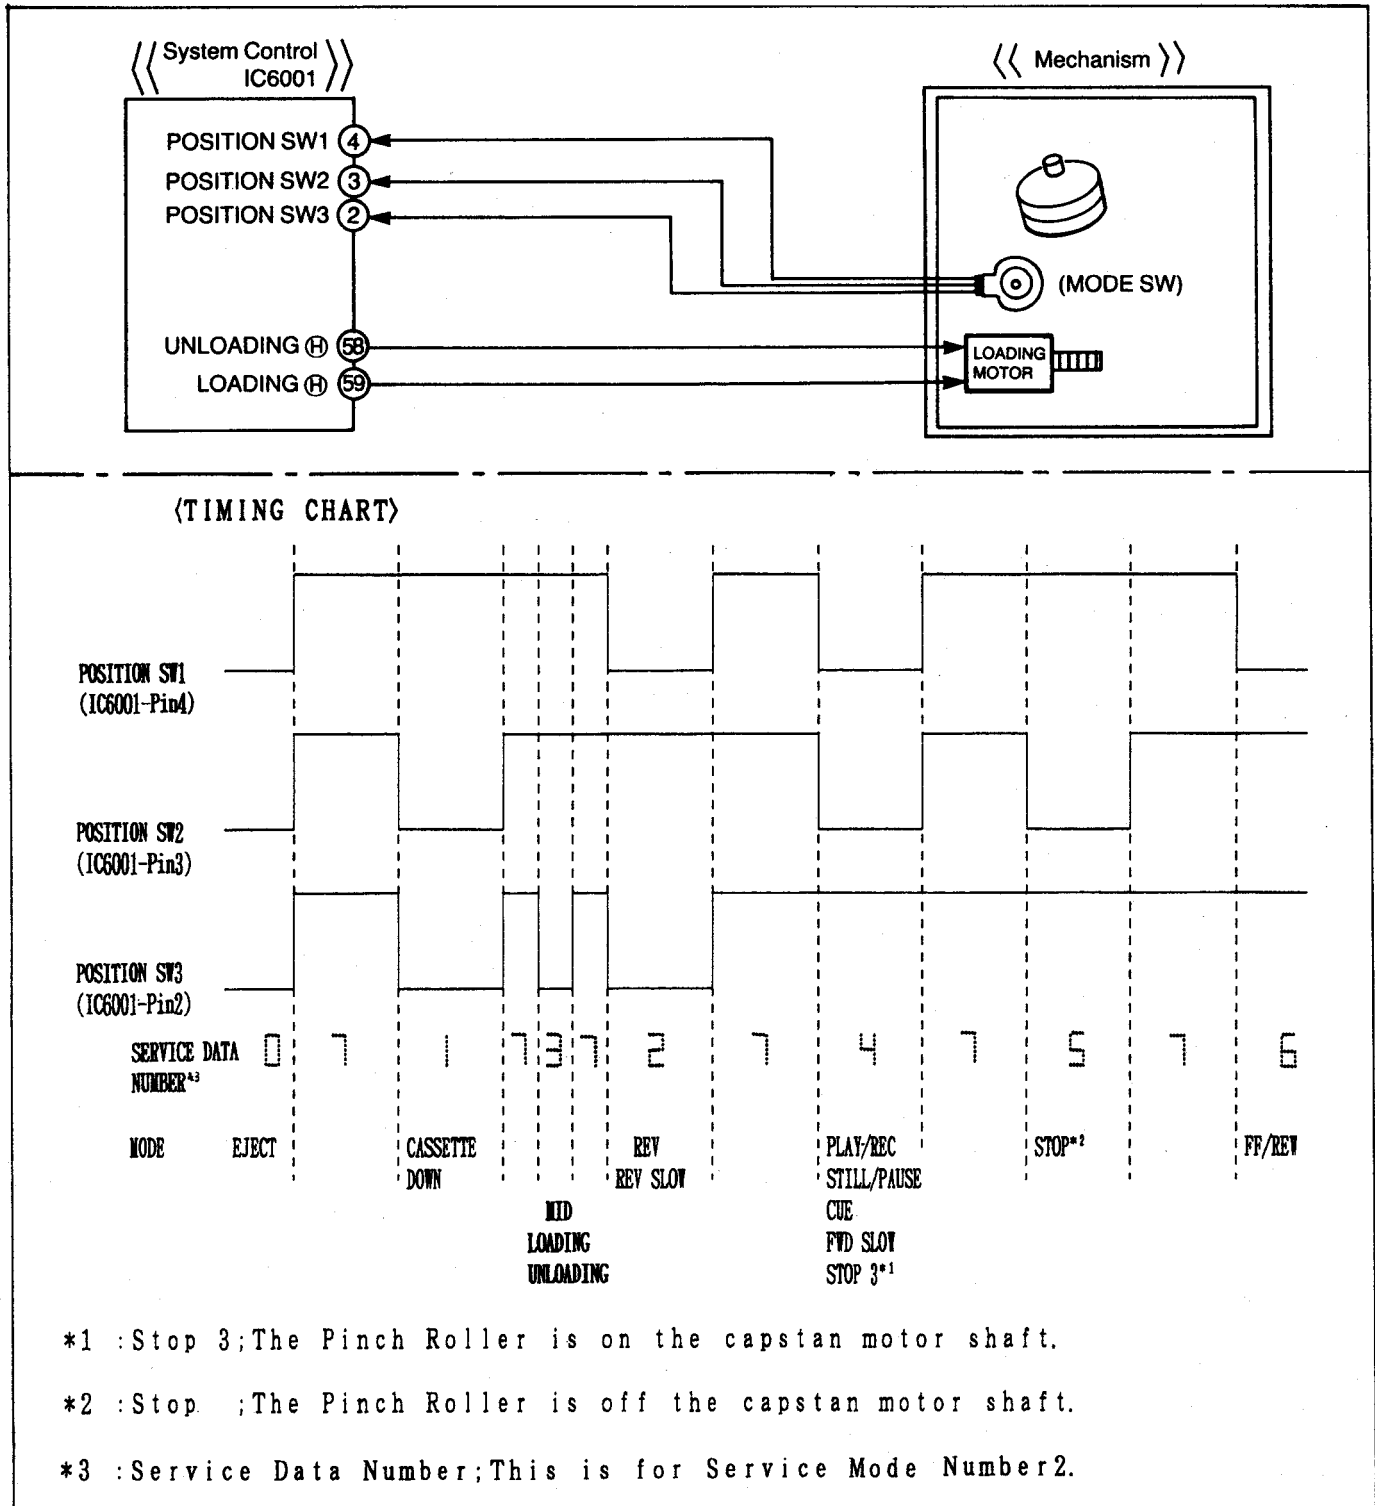 System Control
IC6001
Mechanism
POSITION SW1 4
POSITION SW2 3
POSITION SW3 2
(MODE SW)
UNLOADING Ⓗ 58
LOADING Ⓗ 59
LOADING
MOTOR
〈TIMING CHART〉
POSITION SW1
(IC6001-Pin4)
POSITION SW2
(IC6001-Pin3)
POSITION SW3
(IC6001-Pin2)
SERVICE DATA
NUMBER*3
0 7 1 7 3 7 2 7 4 7 5 7 6
MODE
EJECT
CASSETTE
DOWN
MID
LOADING
UNLOADING
REV
REV SLOW
PLAY/REC
STILL/PAUSE
CUE
FWD SLOW
STOP 3*1
STOP*2
FF/REW
*1 :Stop 3;The Pinch Roller is on the capstan motor shaft.
*2 :Stop ;The Pinch Roller is off the capstan motor shaft.
*3 :Service Data Number;This is for Service Mode Number2.